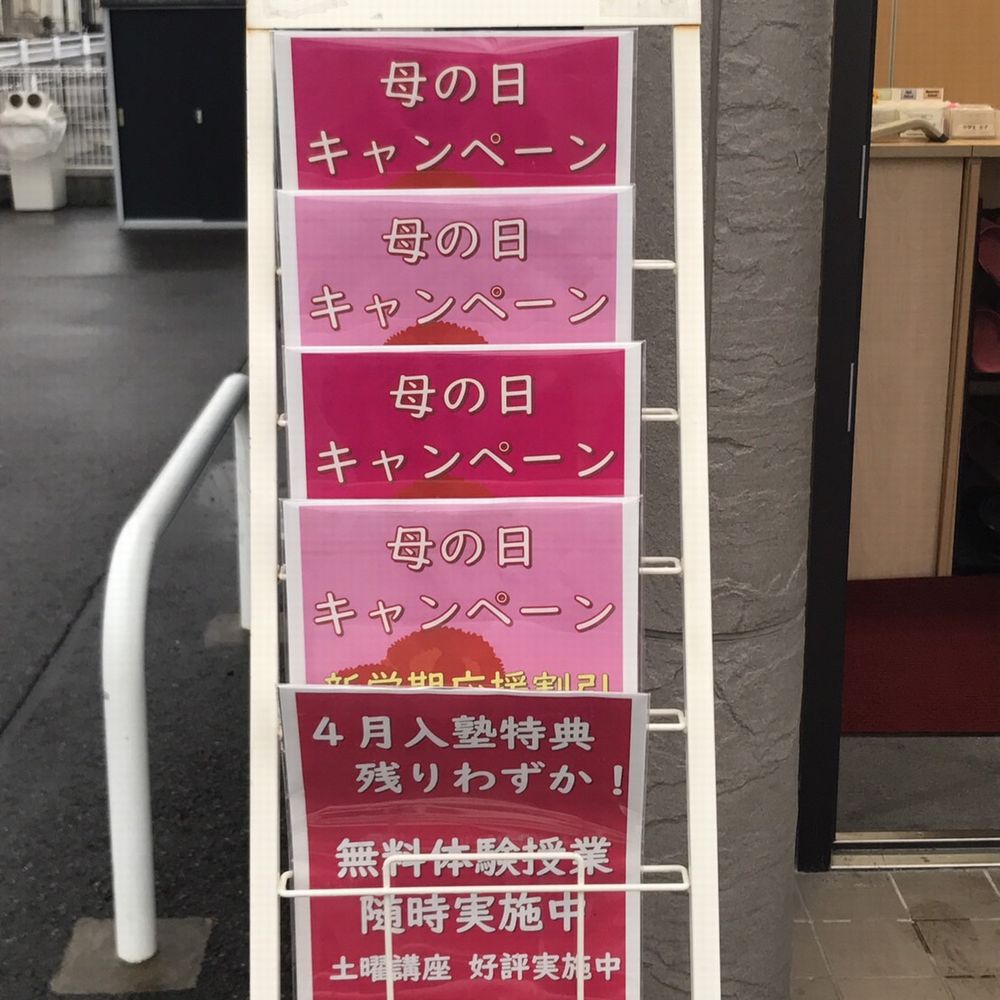 母の日
キャンペーン
母の日
キャンペーン
母の日
キャンペーン
母の日
キャンペーン
新学期応援割引
4月入塾特典
残りわずか！
無料体験授業
随時実施中
土曜講座 好評実施中